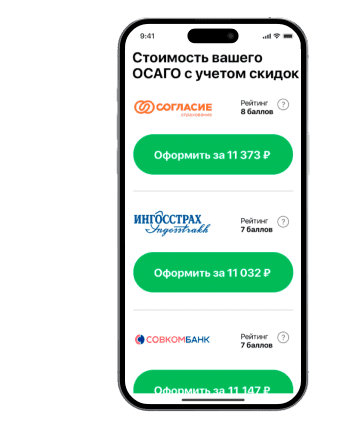 9:41
Стоимость вашего
ОСАГО с учетом скидок
СОГЛАСИЕ
страхования
Рейтинг
8 баллов
?
Оформить за 11 373 ₽
ИНГОССТРАХ
Ingosstrakh
Рейтинг
7 баллов
?
Оформить за 11 032 ₽
СОВКОМБАНК
Рейтинг
7 баллов
?
Оформить за 11 147 ₽